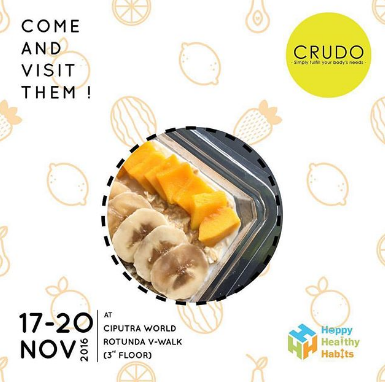 COME
AND
VISIT
THEM !
CRUDO
Simply fulfill your body's needs
17-20
NOV
2016
AT
CIPUTRA WORLD
ROTUNDA V-WALK
(3rd FLOOR)
Happy
Healthy
Habits